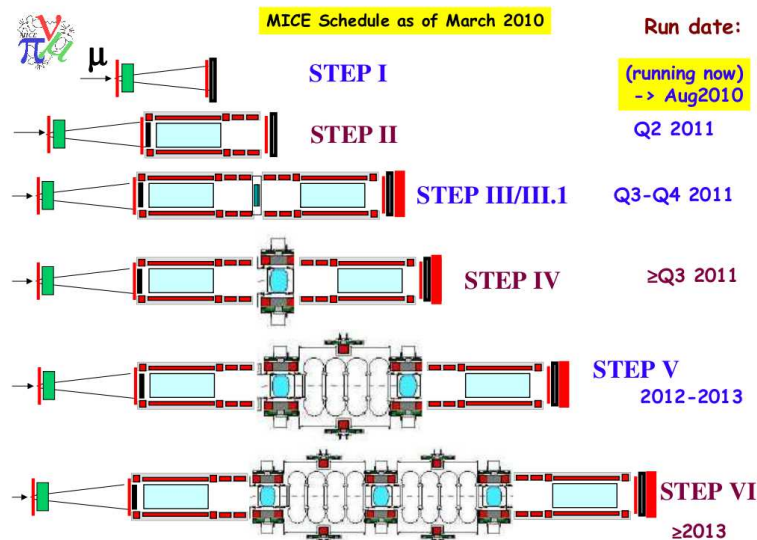 MICE Schedule as of March 2010
Run date:
μ
STEP I
(running now)
-> Aug2010
STEP II
Q2 2011
STEP III/III.1
Q3-Q4 2011
STEP IV
≥Q3 2011
STEP V
2012-2013
STEP VI
≥2013